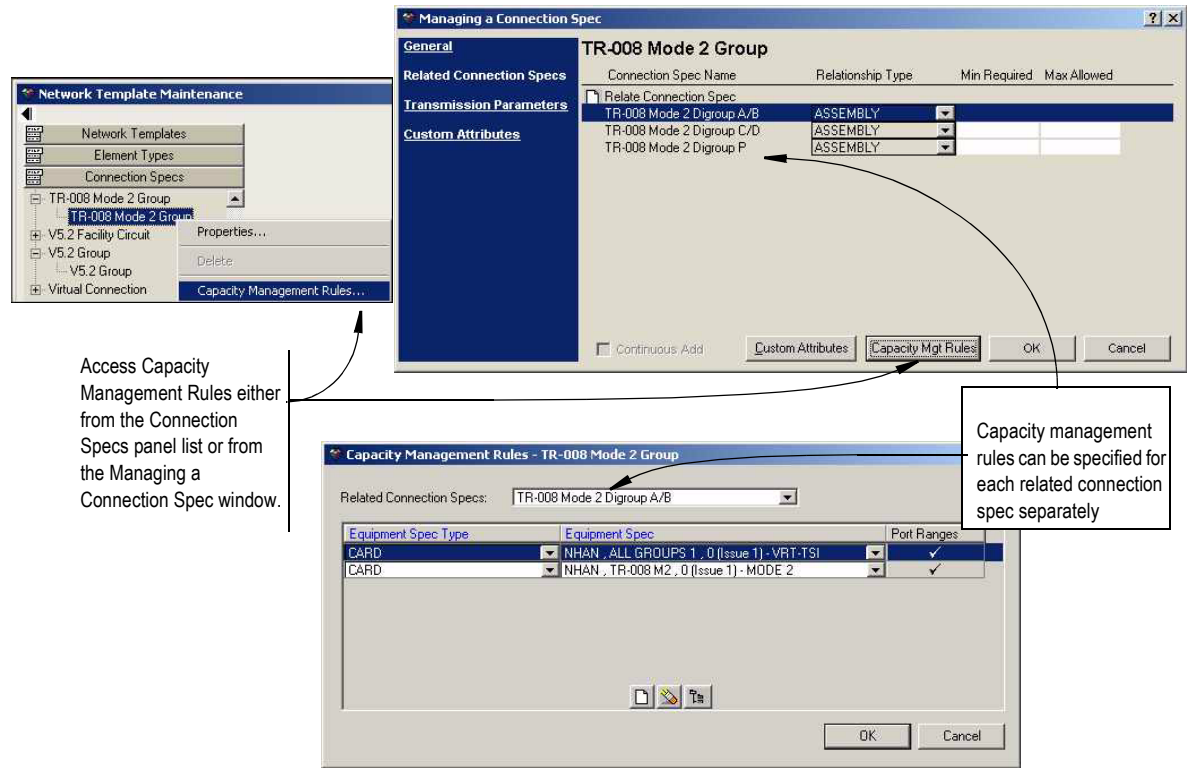 Managing a Connection Spec
General
Related Connection Specs
Transmission Parameters
Custom Attributes
TR-008 Mode 2 Group
Connection Spec Name Relationship Type Min Required Max Allowed
Relate Connection Spec
TR-008 Mode 2 Digroup A/B ASSEMBLY
TR-008 Mode 2 Digroup C/D ASSEMBLY
TR-008 Mode 2 Digroup P ASSEMBLY
Continuous Add Custom Attributes Capacity Mgt Rules OK Cancel
Network Template Maintenance
Network Templates
Element Types
Connection Specs
TR-008 Mode 2 Group
TR-008 Mode 2 Group
V5.2 Facility Circuit
V5.2 Group
V5.2 Group
Virtual Connection
Properties...
Delete
Capacity Management Rules...
Access Capacity
Management Rules either
from the Connection
Specs panel list or from
the Managing a
Connection Spec window.
Capacity management
rules can be specified for
each related connection
spec separately
Capacity Management Rules - TR-008 Mode 2 Group
Related Connection Specs: TR-008 Mode 2 Digroup A/B
Equipment Spec Type Equipment Spec Port Ranges
CARD NHAN , ALL GROUPS 1 , 0 (Issue 1) - VRT-TSI ✓
CARD NHAN , TR-008 M2 , 0 (Issue 1) - MODE 2 ✓
OK Cancel